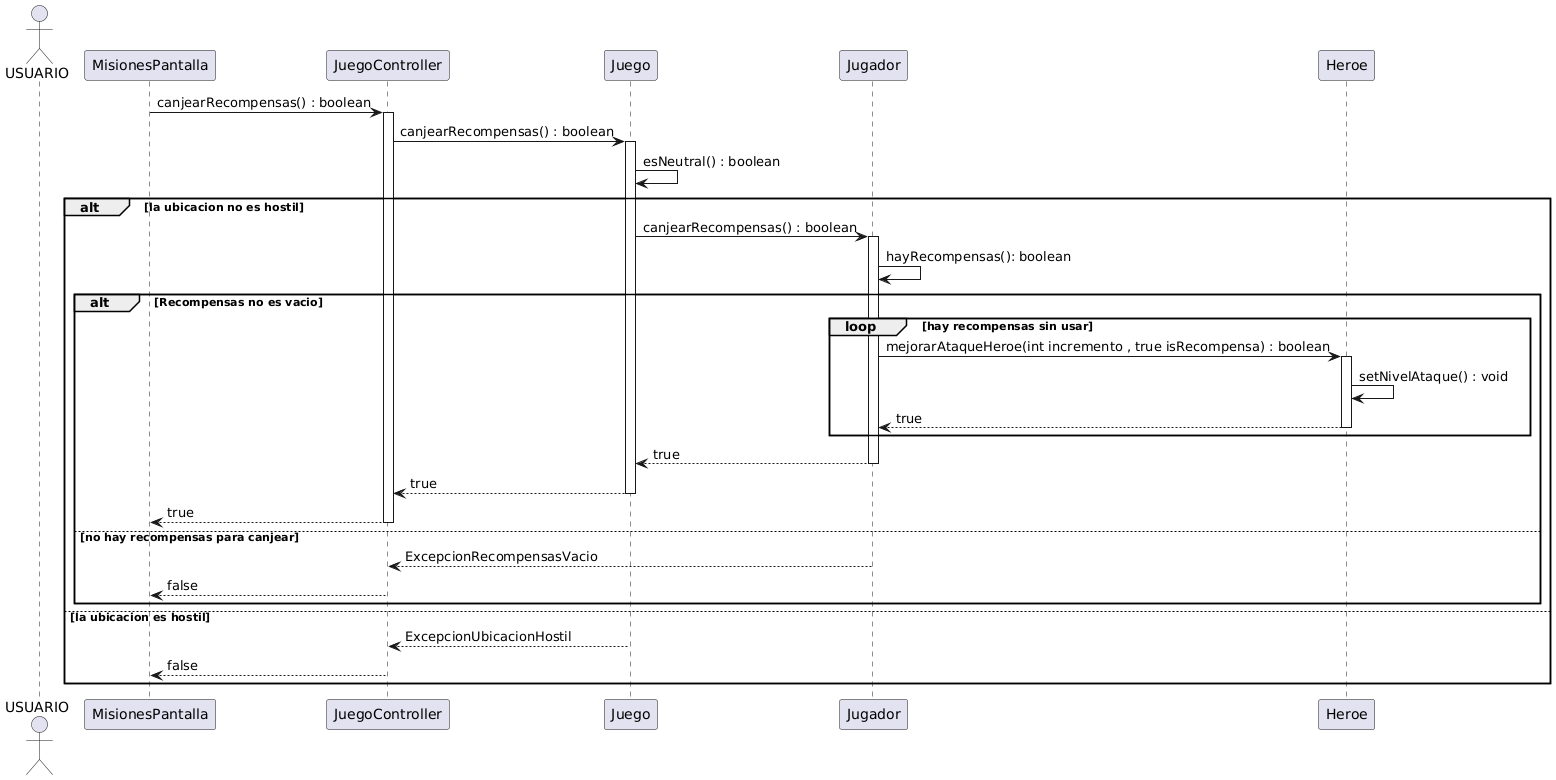 USUARIO
MisionesPantalla
JuegoController
Juego
Jugador
Heroe
canjearRecompensas() : boolean
canjearRecompensas() : boolean
esNeutral() : boolean
alt [la ubicacion no es hostil]
canjearRecompensas() : boolean
hayRecompensas(): boolean
alt [Recompensas no es vacio]
loop [hay recompensas sin usar]
mejorarAtaqueHeroe(int incremento , true isRecompensa) : boolean
setNivelAtaque() : void
true
true
true
true
[no hay recompensas para canjear]
ExcepcionRecompensasVacio
false
[la ubicacion es hostil]
ExcepcionUbicacionHostil
false
USUARIO
MisionesPantalla
JuegoController
Juego
Jugador
Heroe